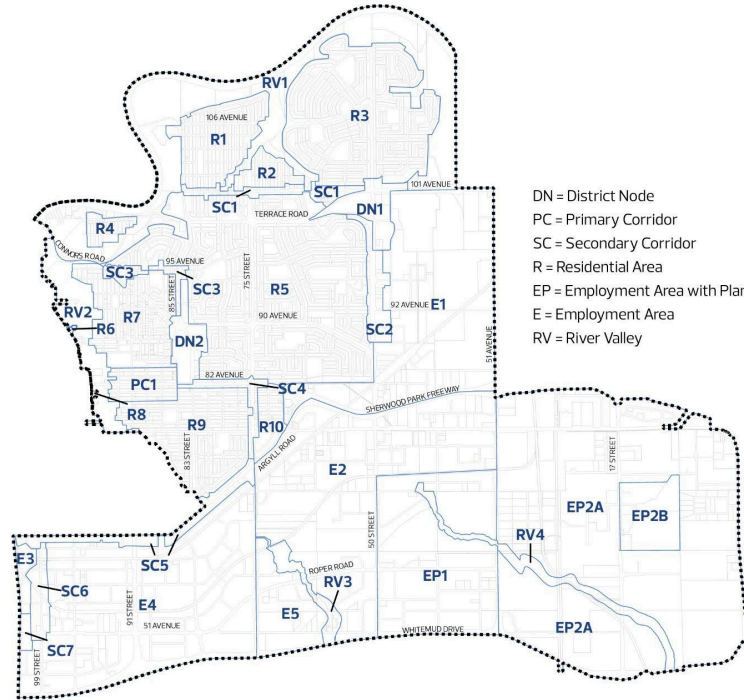 RV1
R3
106 AVENUE
R1
R2
SC1
101 AVENUE
SC1
DN1
TERRACE ROAD
R4
CONNORS ROAD
95 AVENUE
SC3
SC3
75 STREET
R5
85 STREET
92 AVENUE
E1
RV2
R6
R7
90 AVENUE
SC2
DN2
51 AVENUE
82 AVENUE
PC1
SC4
SHERWOOD PARK FREEWAY
R8
R9
R10
83 STREET
ARGYLL ROAD
17 STREET
E2
EP2A
EP2B
50 STREET
RV4
E3
SC5
ROPER ROAD
RV3
EP1
SC6
91 STREET
E4
E5
51 AVENUE
WHITEMUD DRIVE
EP2A
SC7
99 STREET
DN = District Node
PC = Primary Corridor
SC = Secondary Corridor
R = Residential Area
EP = Employment Area with Plan
E = Employment Area
RV = River Valley